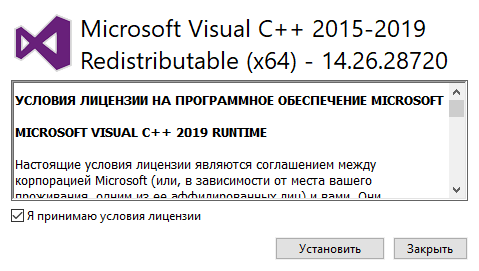 Microsoft Visual C++ 2015-2019
Redistributable (x64) - 14.26.28720
УСЛОВИЯ ЛИЦЕНЗИИ НА ПРОГРАММНОЕ ОБЕСПЕЧЕНИЕ MICROSOFT
MICROSOFT VISUAL C++ 2019 RUNTIME
Настоящие условия лицензии являются соглашением между
корпорацией Microsoft (или, в зависимости от места вашего
проживания, одним из ее аффилированных лиц) и вами. Они
Я принимаю условия лицензии
Установить
Закрыть